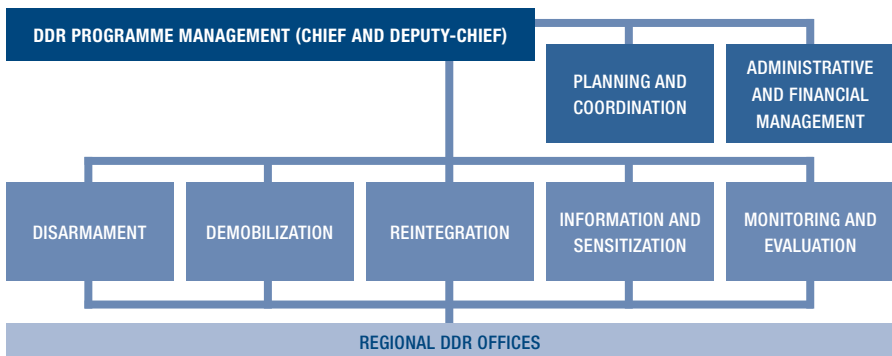 DDR PROGRAMME MANAGEMENT (CHIEF AND DEPUTY-CHIEF)
PLANNING AND
COORDINATION
ADMINISTRATIVE
AND FINANCIAL
MANAGEMENT
DISARMAMENT
DEMOBILIZATION
REINTEGRATION
INFORMATION AND
SENSITIZATION
MONITORING AND
EVALUATION
REGIONAL DDR OFFICES